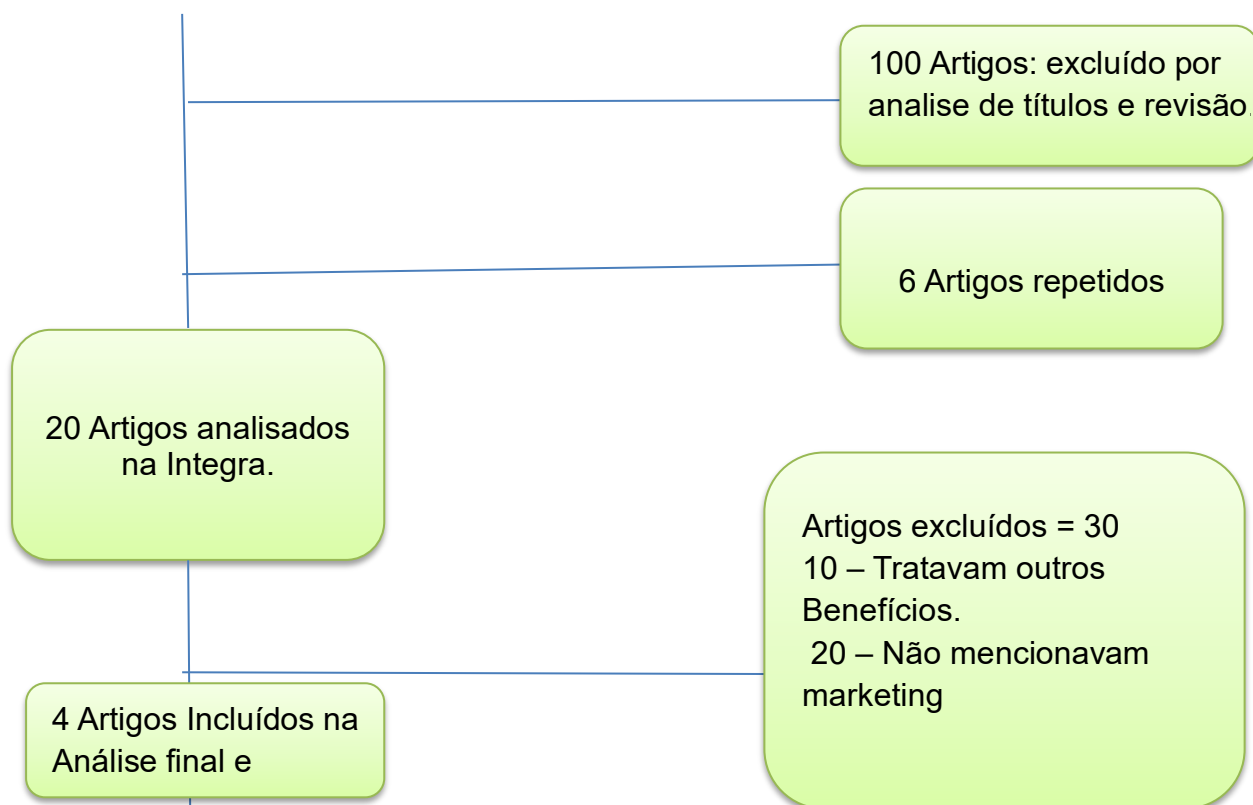 100 Artigos: excluído por
analise de títulos e revisão.
6 Artigos repetidos
20 Artigos analisados
na Integra.
Artigos excluídos = 30
10 – Tratavam outros
Benefícios.
20 – Não mencionavam
marketing
4 Artigos Incluídos na
Análise final e